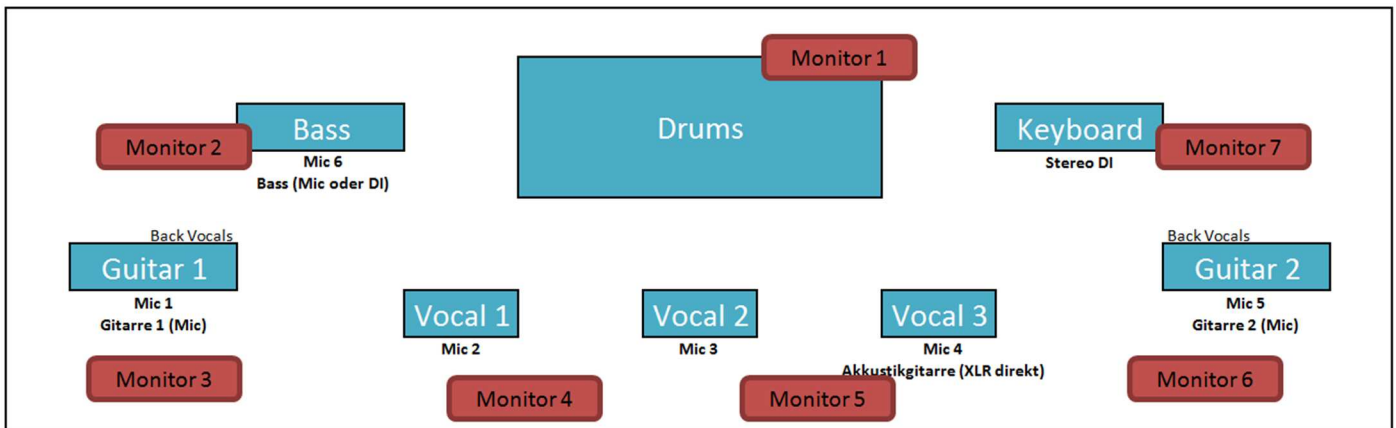 Monitor 1
Drums
Bass
Monitor 2
Mic 6
Bass (Mic oder DI)
Keyboard
Monitor 7
Stereo DI
Back Vocals
Guitar 1
Mic 1
Gitarre 1 (Mic)
Monitor 3
Vocal 1
Mic 2
Monitor 4
Vocal 2
Mic 3
Vocal 3
Mic 4
Akkustikgitarre (XLR direkt)
Monitor 5
Back Vocals
Guitar 2
Mic 5
Gitarre 2 (Mic)
Monitor 6